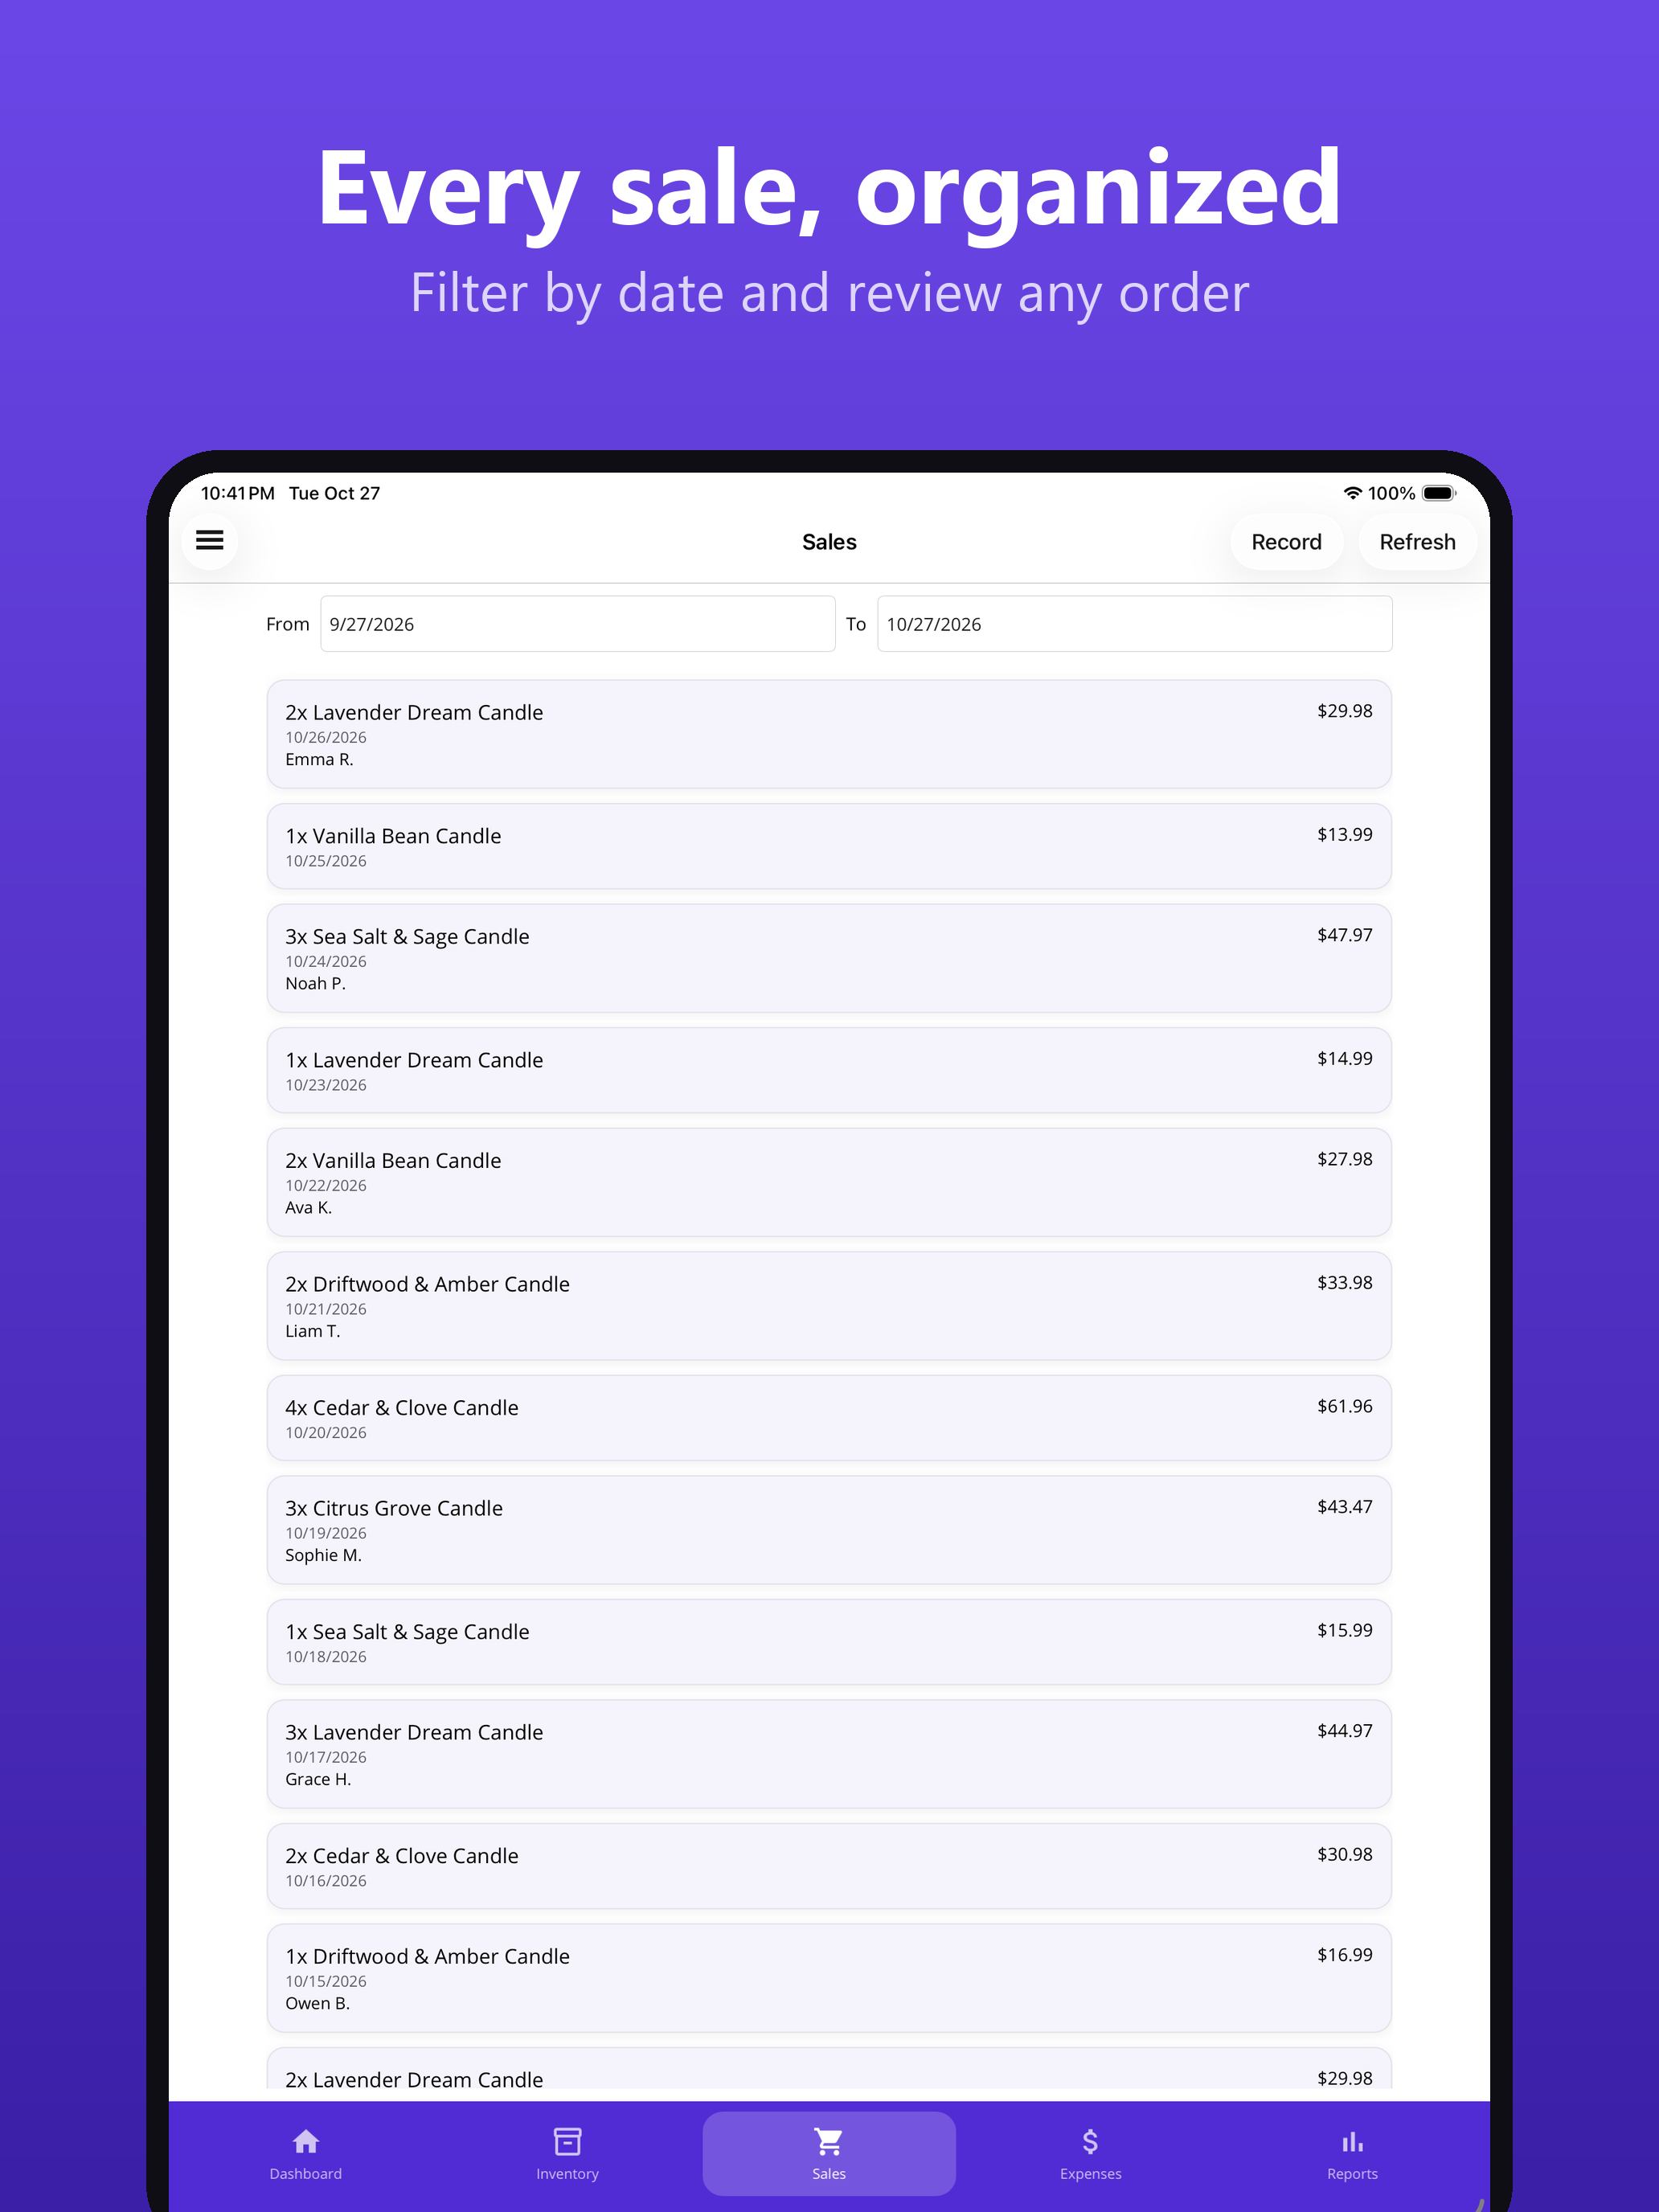 Every sale, organized
Filter by date and review any order
10:41 PM Tue Oct 27 100%
Sales Record Refresh
From 9/27/2026 To 10/27/2026
2x Lavender Dream Candle $29.98
10/26/2026
Emma R.
1x Vanilla Bean Candle $13.99
10/25/2026
3x Sea Salt & Sage Candle $47.97
10/24/2026
Noah P.
1x Lavender Dream Candle $14.99
10/23/2026
2x Vanilla Bean Candle $27.98
10/22/2026
Ava K.
2x Driftwood & Amber Candle $33.98
10/21/2026
Liam T.
4x Cedar & Clove Candle $61.96
10/20/2026
3x Citrus Grove Candle $43.47
10/19/2026
Sophie M.
1x Sea Salt & Sage Candle $15.99
10/18/2026
3x Lavender Dream Candle $44.97
10/17/2026
Grace H.
2x Cedar & Clove Candle $30.98
10/16/2026
1x Driftwood & Amber Candle $16.99
10/15/2026
Owen B.
2x Lavender Dream Candle $29.98
Dashboard Inventory Sales Expenses Reports